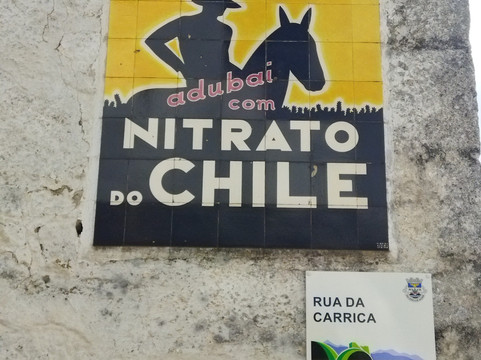 adubai
com
NITRATO
DO CHILE
RUA DA
CARRICA